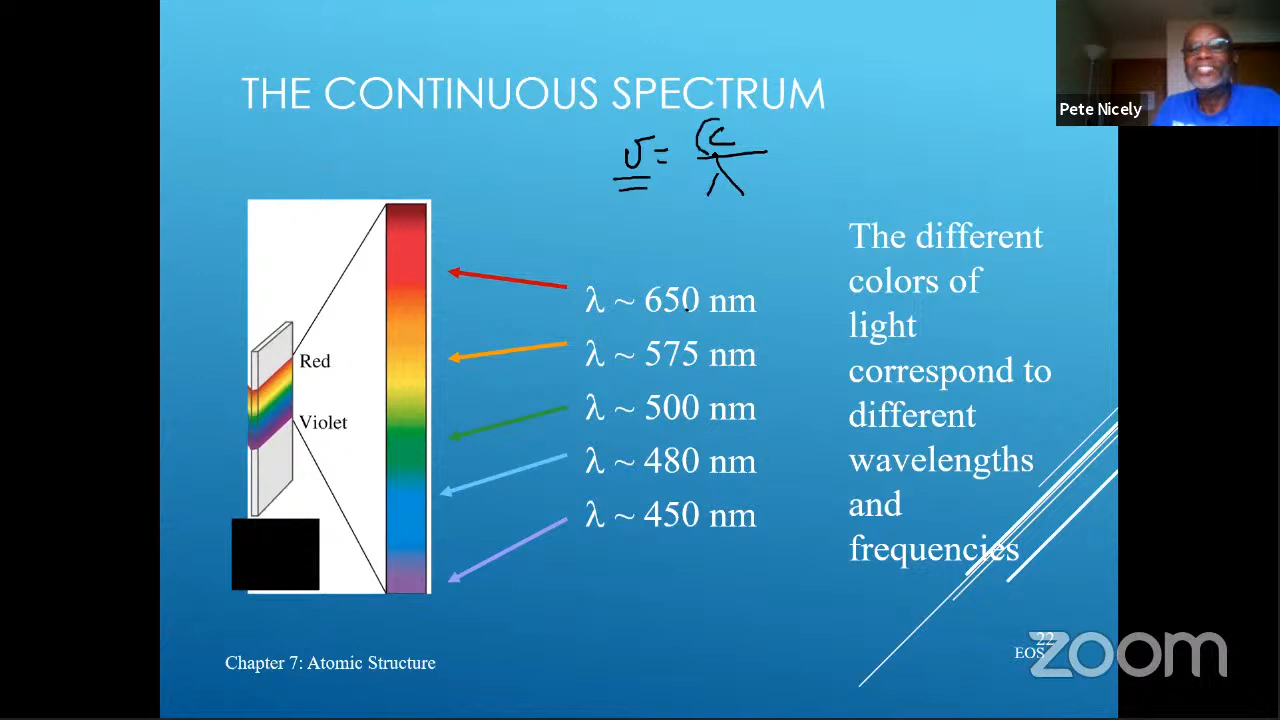 THE CONTINUOUS SPECTRUM
Pete Nicely
ν = c
λ
Red
Violet
λ ~ 650 nm
λ ~ 575 nm
λ ~ 500 nm
λ ~ 480 nm
λ ~ 450 nm
The different
colors of
light
correspond to
different
wavelengths
and
frequencies
Chapter 7: Atomic Structure
22
EOS
zoom